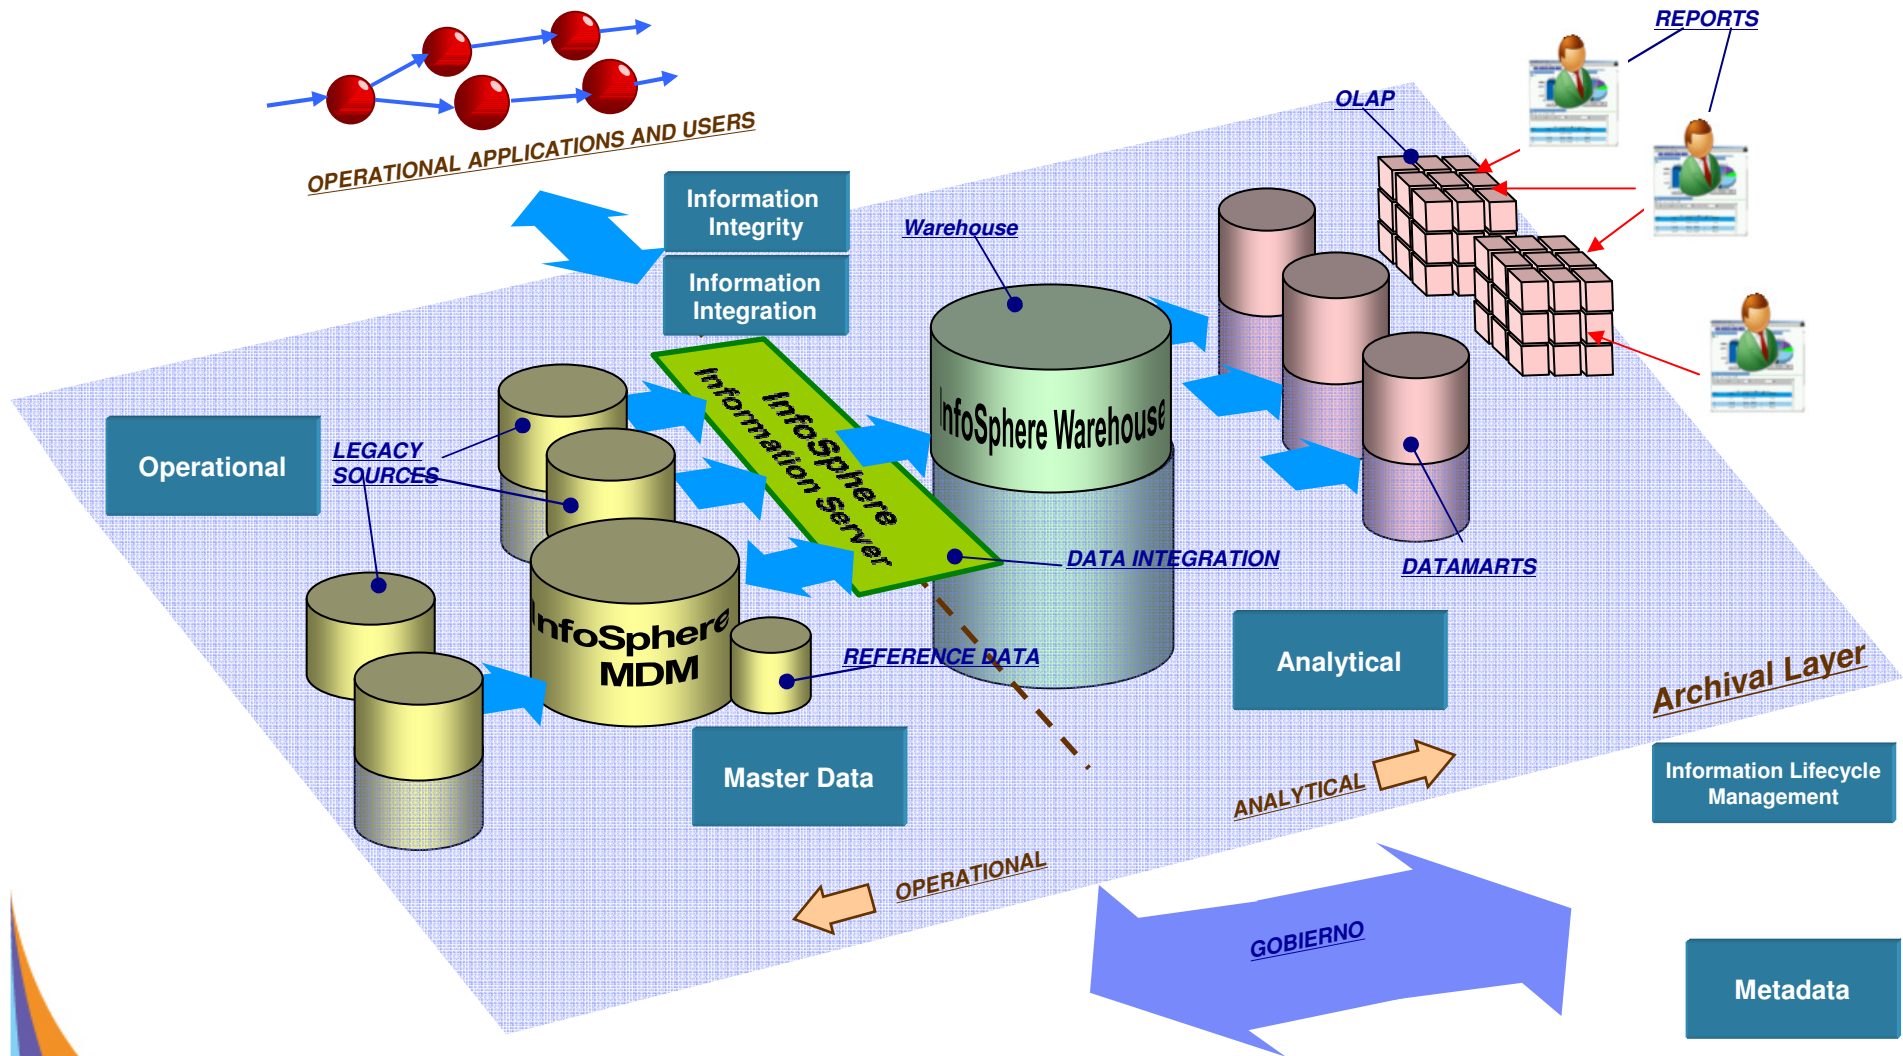 REPORTS
OLAP
OPERATIONAL APPLICATIONS AND USERS
Information
Integrity
Warehouse
Information
Integration
InfoSphere
Information Server
InfoSphere Warehouse
Operational
LEGACY
SOURCES
DATA INTEGRATION
DATAMARTS
InfoSphere
MDM
REFERENCE DATA
Analytical
Archival Layer
Master Data
ANALYTICAL
Information Lifecycle
Management
OPERATIONAL
GOBIERNO
Metadata